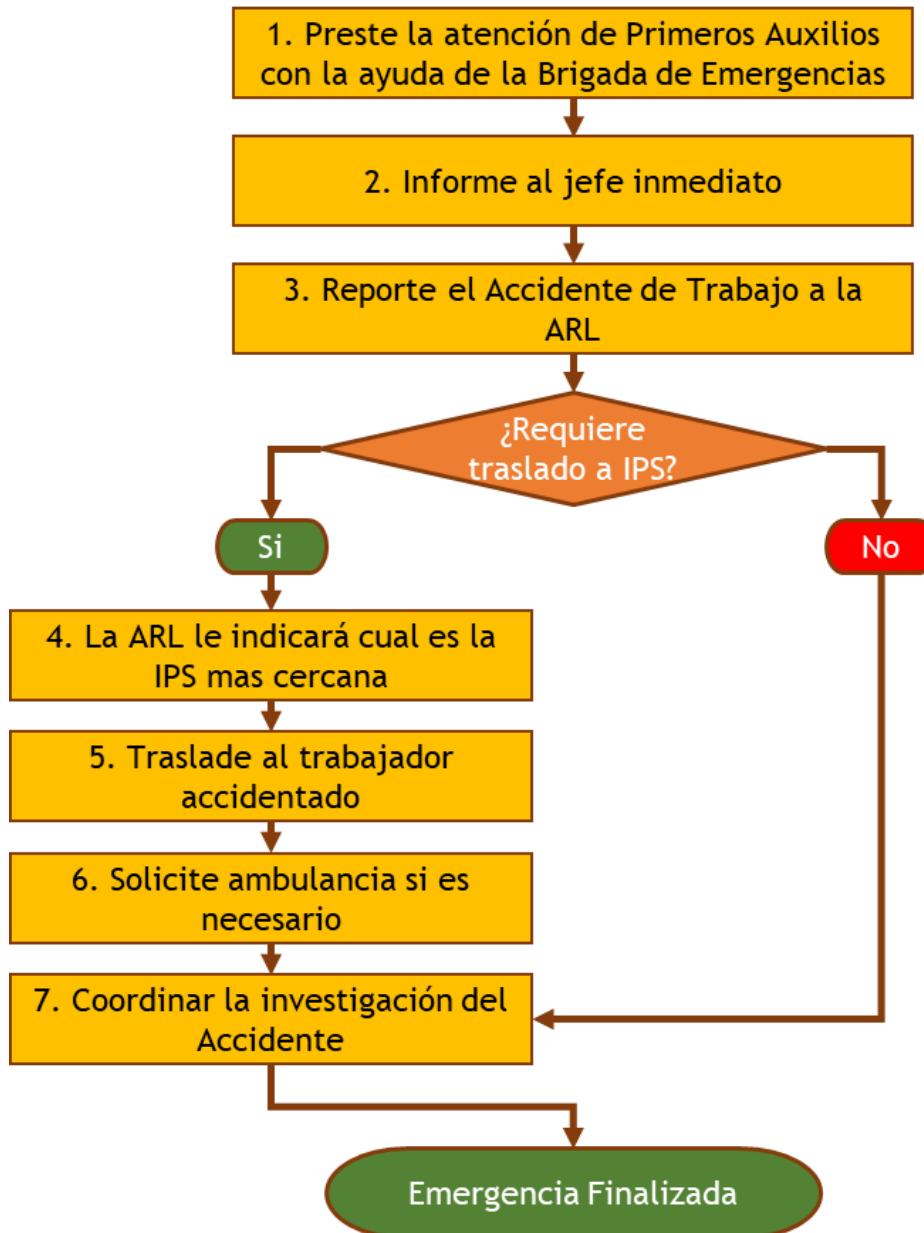 1. Preste la atención de Primeros Auxilios
con la ayuda de la Brigada de Emergencias
2. Informe al jefe inmediato
3. Reporte el Accidente de Trabajo a la
ARL
¿Requiere
traslado a IPS?
Si
No
4. La ARL le indicará cual es la
IPS mas cercana
5. Traslade al trabajador
accidentado
6. Solicite ambulancia si es
necesario
7. Coordinar la investigación del
Accidente
Emergencia Finalizada